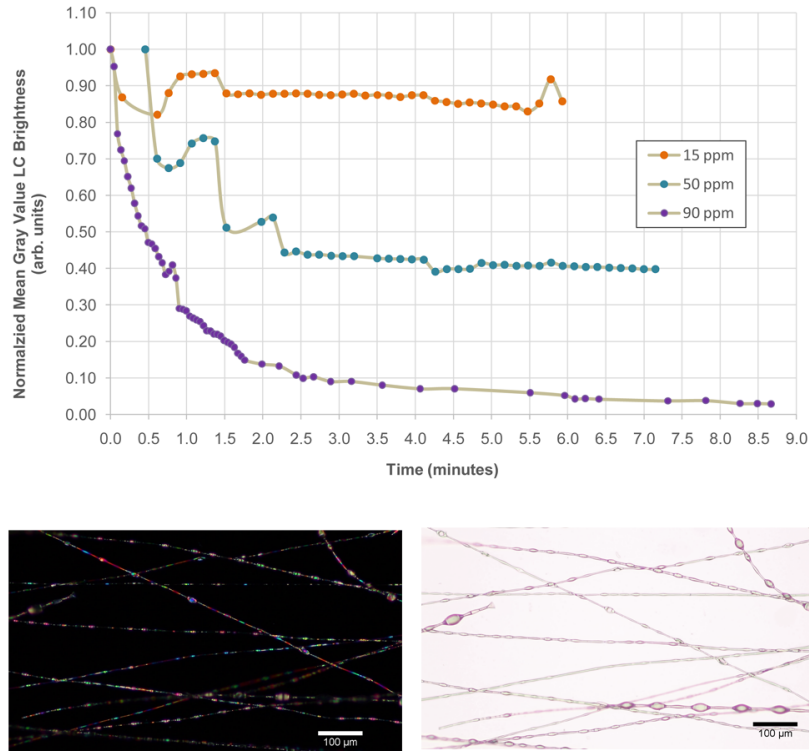 Normalzied Mean Gray Value LC Brightness
(arb. units)
1.10
1.00
0.90
0.80
0.70
0.60
0.50
0.40
0.30
0.20
0.10
0.00
15 ppm
50 ppm
90 ppm
0.0 0.5 1.0 1.5 2.0 2.5 3.0 3.5 4.0 4.5 5.0 5.5 6.0 6.5 7.0 7.5 8.0 8.5 9.0
Time (minutes)
100 µm
100 µm